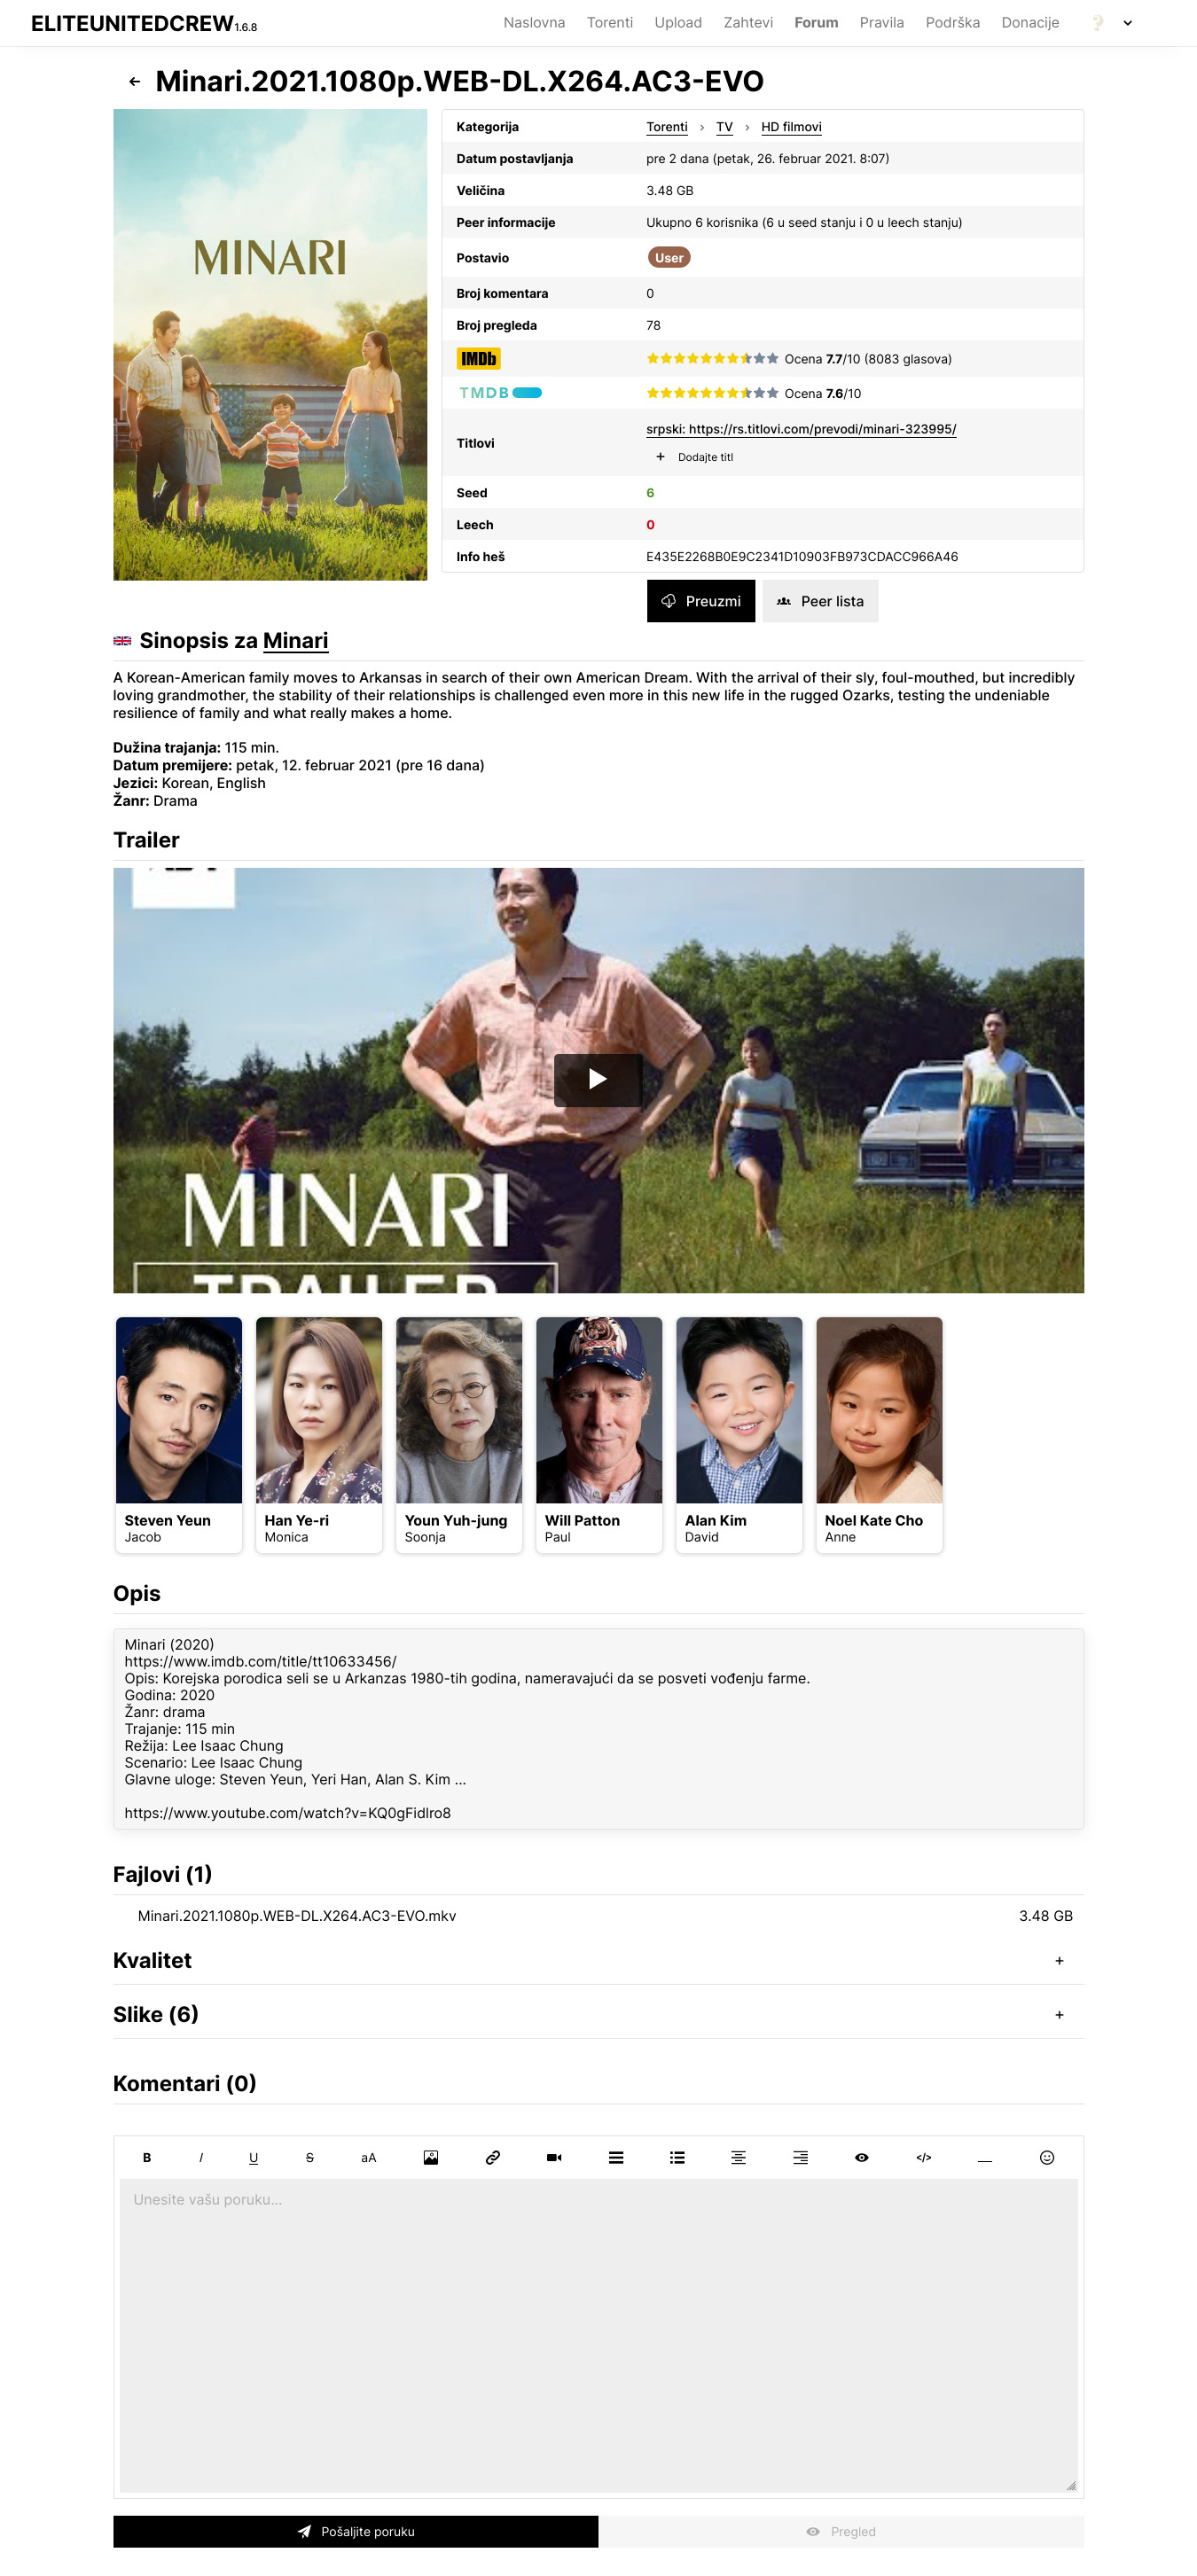 ELITEUNITEDCREW 1.6.8
Naslovna Torenti Upload Zahtevi Forum Pravila Podrška Donacije
Minari.2021.1080p.WEB-DL.X264.AC3-EVO
MINARI
Kategorija Torenti › TV › HD filmovi
Datum postavljanja pre 2 dana (petak, 26. februar 2021. 8:07)
Veličina 3.48 GB
Peer informacije Ukupno 6 korisnika (6 u seed stanju i 0 u leech stanju)
Postavio User
Broj komentara 0
Broj pregleda 78
IMDb Ocena 7.7/10 (8083 glasova)
TMDB Ocena 7.6/10
Titlovi srpski: https://rs.titlovi.com/prevodi/minari-323995/
+ Dodajte titl
Seed 6
Leech 0
Info heš E435E2268B0E9C2341D10903FB973CDACC966A46
Preuzmi Peer lista
Sinopsis za Minari
A Korean-American family moves to Arkansas in search of their own American Dream. With the arrival of their sly, foul-mouthed, but incredibly
loving grandmother, the stability of their relationships is challenged even more in this new life in the rugged Ozarks, testing the undeniable
resilience of family and what really makes a home.
Dužina trajanja: 115 min.
Datum premijere: petak, 12. februar 2021 (pre 16 dana)
Jezici: Korean, English
Žanr: Drama
Trailer
MINARI
TRAILER
Steven Yeun Han Ye-ri Youn Yuh-jung Will Patton Alan Kim Noel Kate Cho
Jacob Monica Soonja Paul David Anne
Opis
Minari (2020)
https://www.imdb.com/title/tt10633456/
Opis: Korejska porodica seli se u Arkanzas 1980-tih godina, nameravajući da se posveti vođenju farme.
Godina: 2020
Žanr: drama
Trajanje: 115 min
Režija: Lee Isaac Chung
Scenario: Lee Isaac Chung
Glavne uloge: Steven Yeun, Yeri Han, Alan S. Kim ...
https://www.youtube.com/watch?v=KQ0gFidlro8
Fajlovi (1)
Minari.2021.1080p.WEB-DL.X264.AC3-EVO.mkv 3.48 GB
Kvalitet +
Slike (6) +
Komentari (0)
B I U S aA </>
Unesite vašu poruku...
Pošaljite poruku Pregled